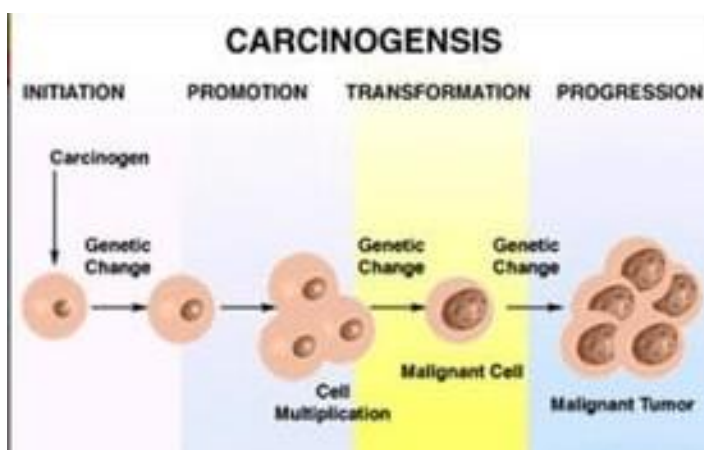 CARCINOGENSIS
INITIATION PROMOTION TRANSFORMATION PROGRESSION
Carcinogen
Genetic
Change
Genetic
Change
Genetic
Change
Cell
Multiplication
Malignant Cell
Malignant Tumor